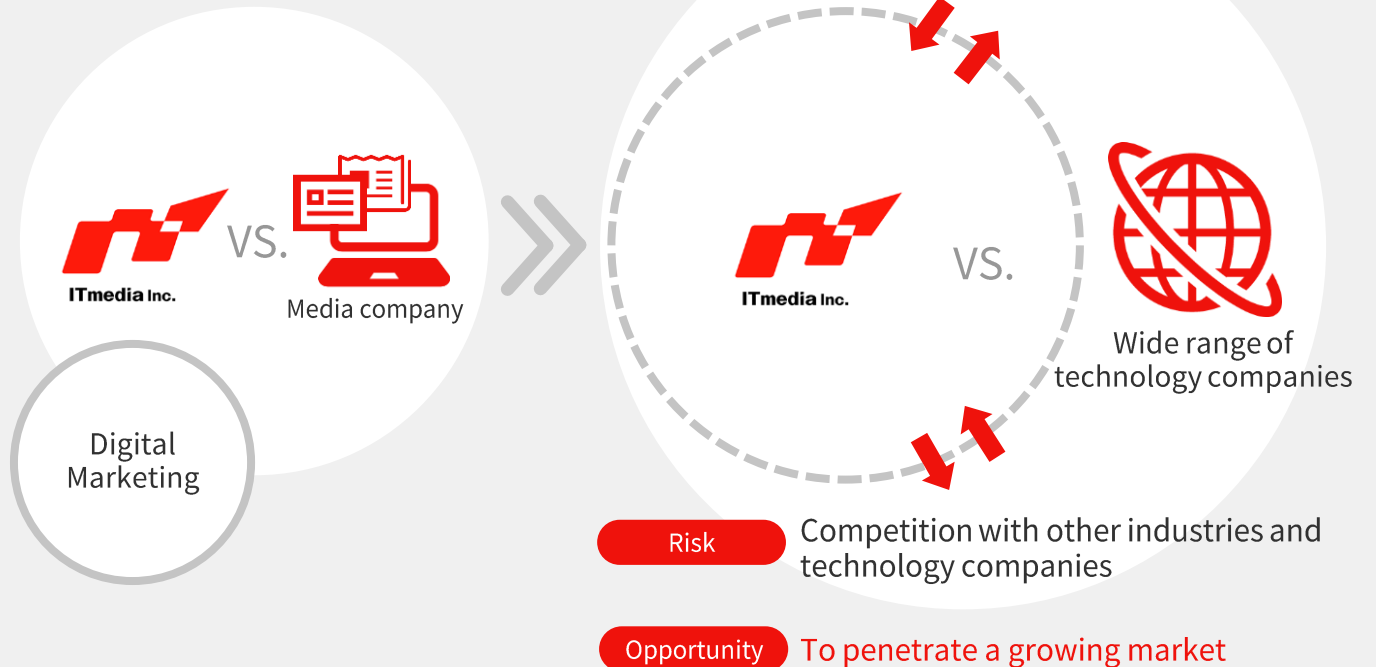 VS.
ITmedia Inc.
Media company
Digital
Marketing
VS.
ITmedia Inc.
Wide range of
technology companies
Risk
Competition with other industries and
technology companies
Opportunity
To penetrate a growing market